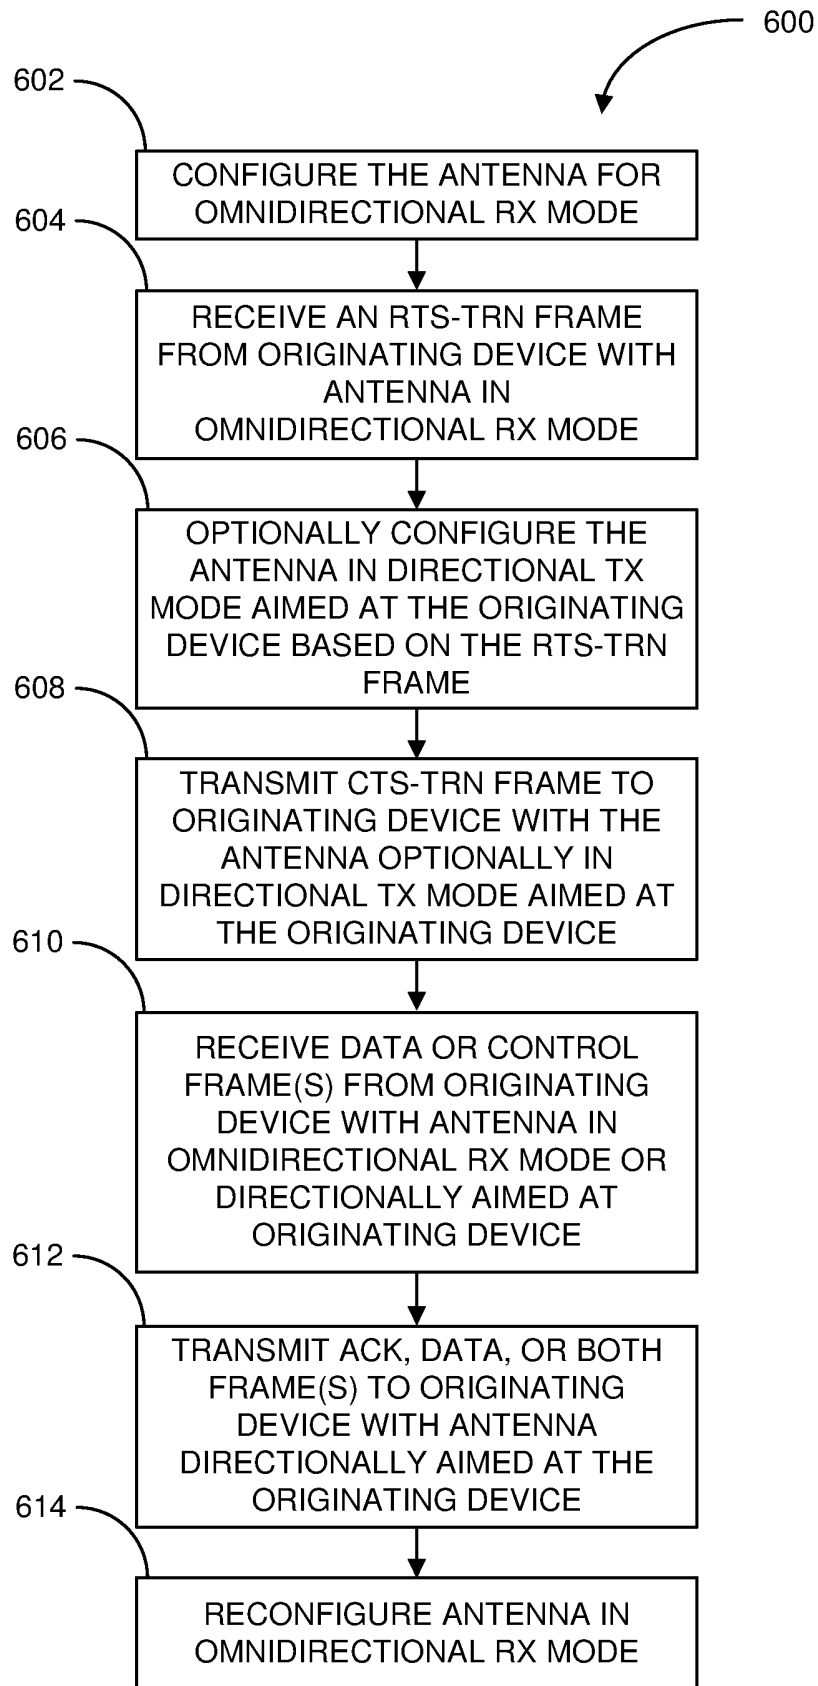 600
602
CONFIGURE THE ANTENNA FOR
OMNIDIRECTIONAL RX MODE
604
RECEIVE AN RTS-TRN FRAME
FROM ORIGINATING DEVICE WITH
ANTENNA IN
OMNIDIRECTIONAL RX MODE
606
OPTIONALLY CONFIGURE THE
ANTENNA IN DIRECTIONAL TX
MODE AIMED AT THE ORIGINATING
DEVICE BASED ON THE RTS-TRN
FRAME
608
TRANSMIT CTS-TRN FRAME TO
ORIGINATING DEVICE WITH THE
ANTENNA OPTIONALLY IN
DIRECTIONAL TX MODE AIMED AT
THE ORIGINATING DEVICE
610
RECEIVE DATA OR CONTROL
FRAME(S) FROM ORIGINATING
DEVICE WITH ANTENNA IN
OMNIDIRECTIONAL RX MODE OR
DIRECTIONALLY AIMED AT
ORIGINATING DEVICE
612
TRANSMIT ACK, DATA, OR BOTH
FRAME(S) TO ORIGINATING
DEVICE WITH ANTENNA
DIRECTIONALLY AIMED AT THE
ORIGINATING DEVICE
614
RECONFIGURE ANTENNA IN
OMNIDIRECTIONAL RX MODE